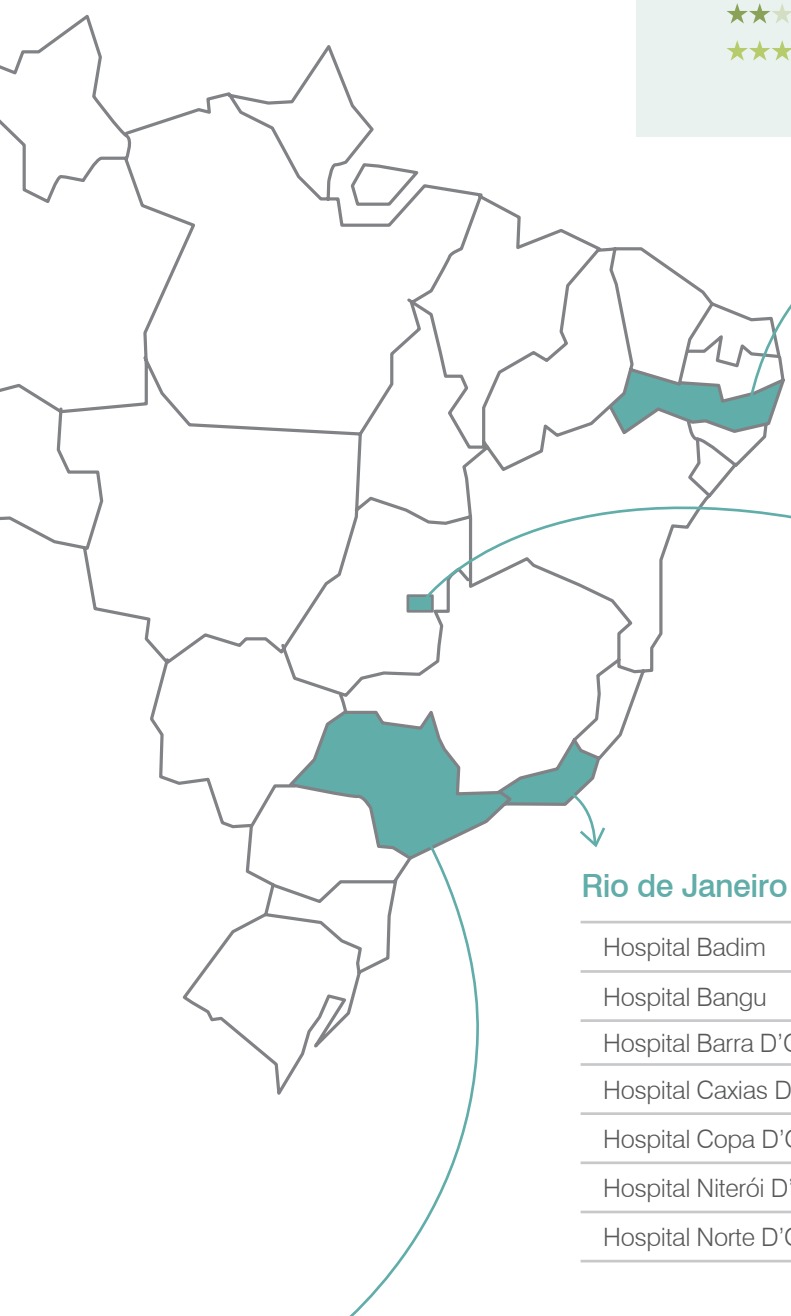 Rio de Janeiro
Hospital Badim
Hospital Bangu
Hospital Barra
Hospital Caxias
Hospital Copa
Hospital Niterói
Hospital Norte